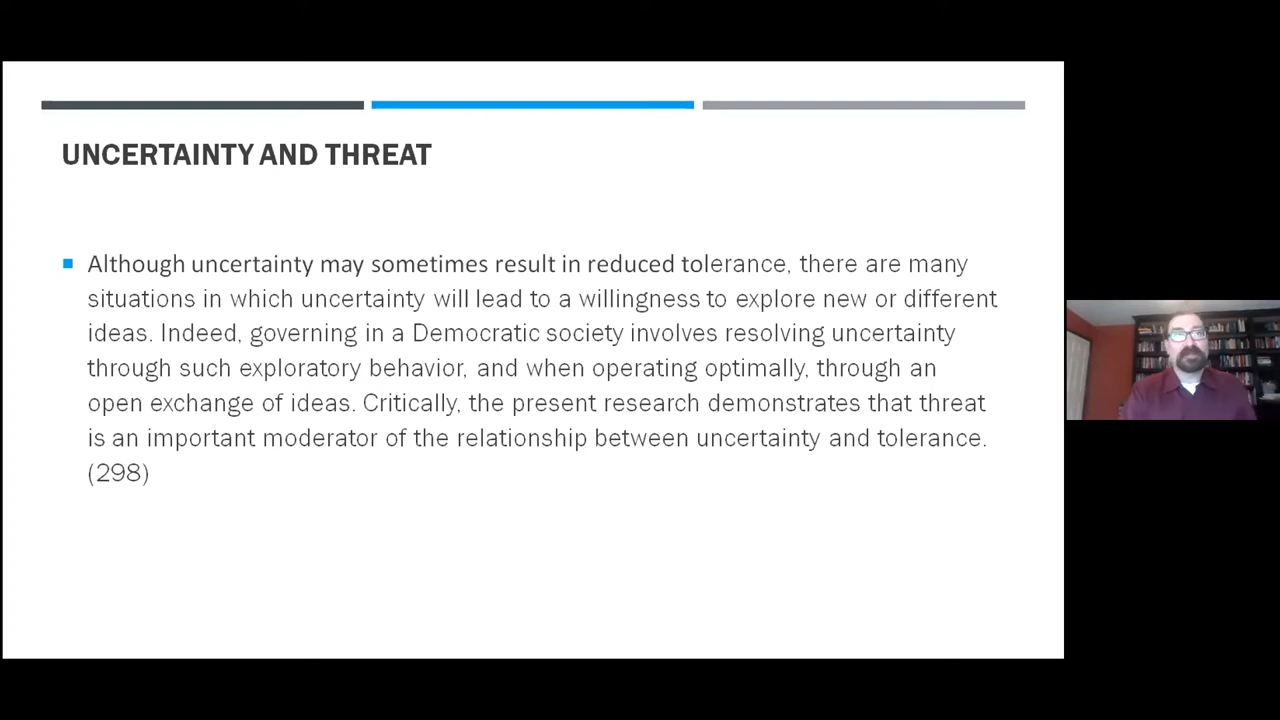 UNCERTAINTY AND THREAT
Although uncertainty may sometimes result in reduced tolerance, there are many
situations in which uncertainty will lead to a willingness to explore new or different
ideas. Indeed, governing in a Democratic society involves resolving uncertainty
through such exploratory behavior, and when operating optimally, through an
open exchange of ideas. Critically, the present research demonstrates that threat
is an important moderator of the relationship between uncertainty and tolerance.
(298)